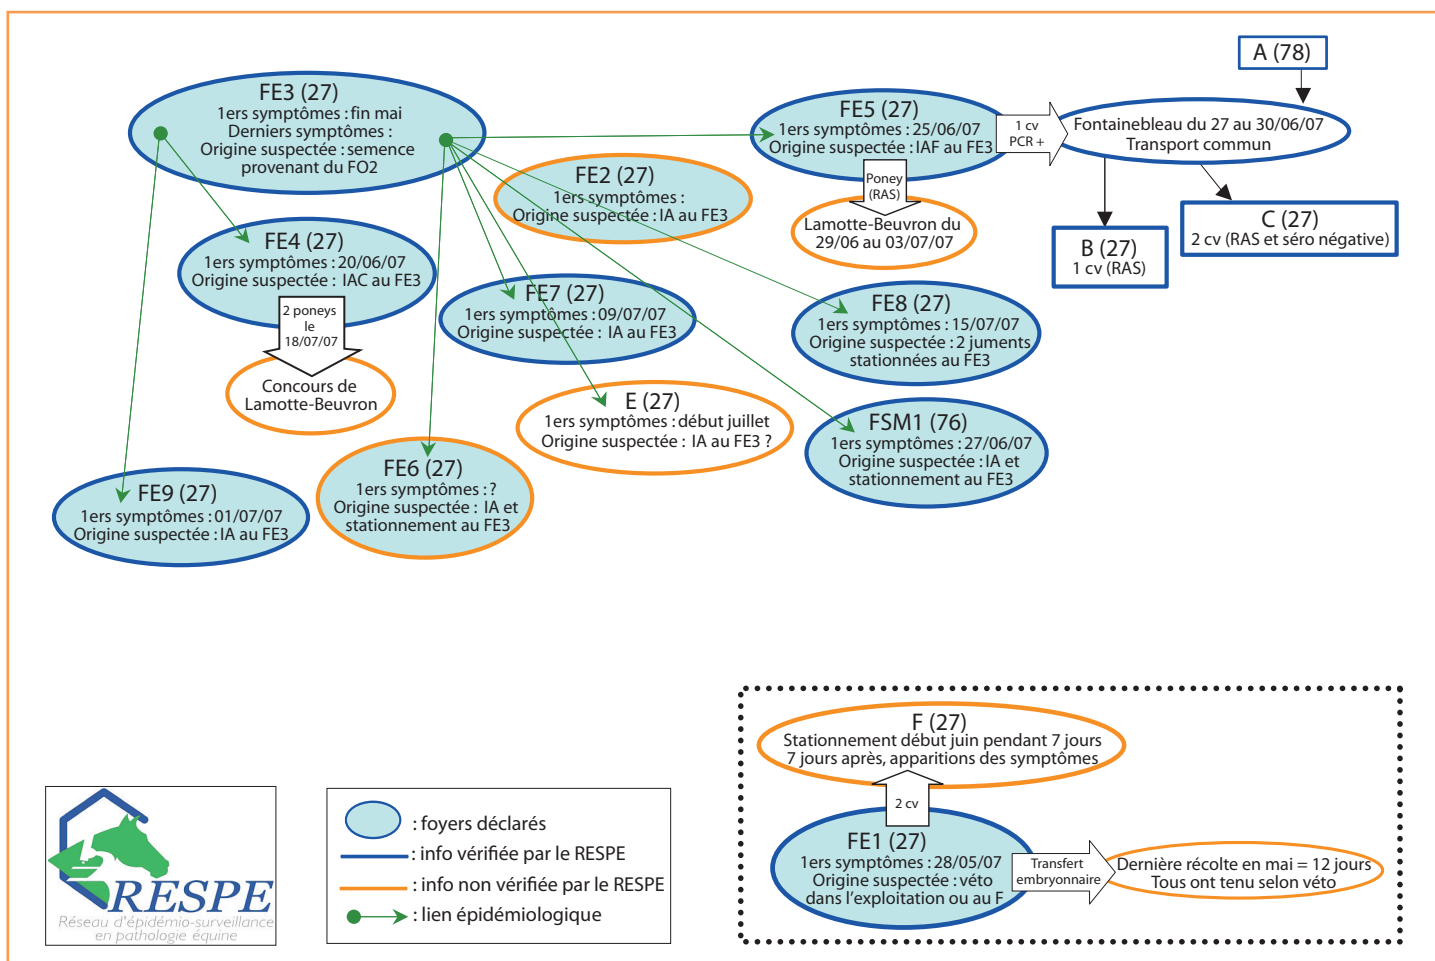 A (78)
FE3 (27)
1ers symptômes : fin mai
Derniers symptômes :
Origine suspectée : semence
provenant du FO2
FE5 (27)
1ers symptômes : 25/06/07
Origine suspectée : IAF au FE3
1 cv
PCR +
Fontainebleau du 27 au 30/06/07
Transport commun
FE2 (27)
1ers symptômes :
Origine suspectée : IA au FE3
Poney
(RAS)
Lamotte-Beuvron du
29/06 au 03/07/07
B (27)
1 cv (RAS)
C (27)
2 cv (RAS et séro négative)
FE4 (27)
1ers symptômes : 20/06/07
Origine suspectée : IAC au FE3
2 poneys
le
18/07/07
Concours de
Lamotte-Beuvron
FE7 (27)
1ers symptômes : 09/07/07
Origine suspectée : IA au FE3
FE8 (27)
1ers symptômes : 15/07/07
Origine suspectée : 2 juments
stationnées au FE3
E (27)
1ers symptômes : début juillet
Origine suspectée : IA au FE3 ?
FSM1 (76)
1ers symptômes : 27/06/07
Origine suspectée : IA et
stationnement au FE3
FE6 (27)
1ers symptômes : ?
Origine suspectée : IA et
stationnement au FE3
FE9 (27)
1ers symptômes : 01/07/07
Origine suspectée : IA au FE3
F (27)
Stationnement début juin pendant 7 jours
7 jours après, apparitions des symptômes
2 cv
FE1 (27)
1ers symptômes : 28/05/07
Origine suspectée : véto
dans l'exploitation ou au F
Transfert
embryonnaire
Dernière récolte en mai = 12 jours
Tous ont tenu selon véto
RESPE
Réseau d'épidémio-surveillance
en pathologie équine
: foyers déclarés
: info vérifiée par le RESPE
: info non vérifiée par le RESPE
: lien épidémiologique